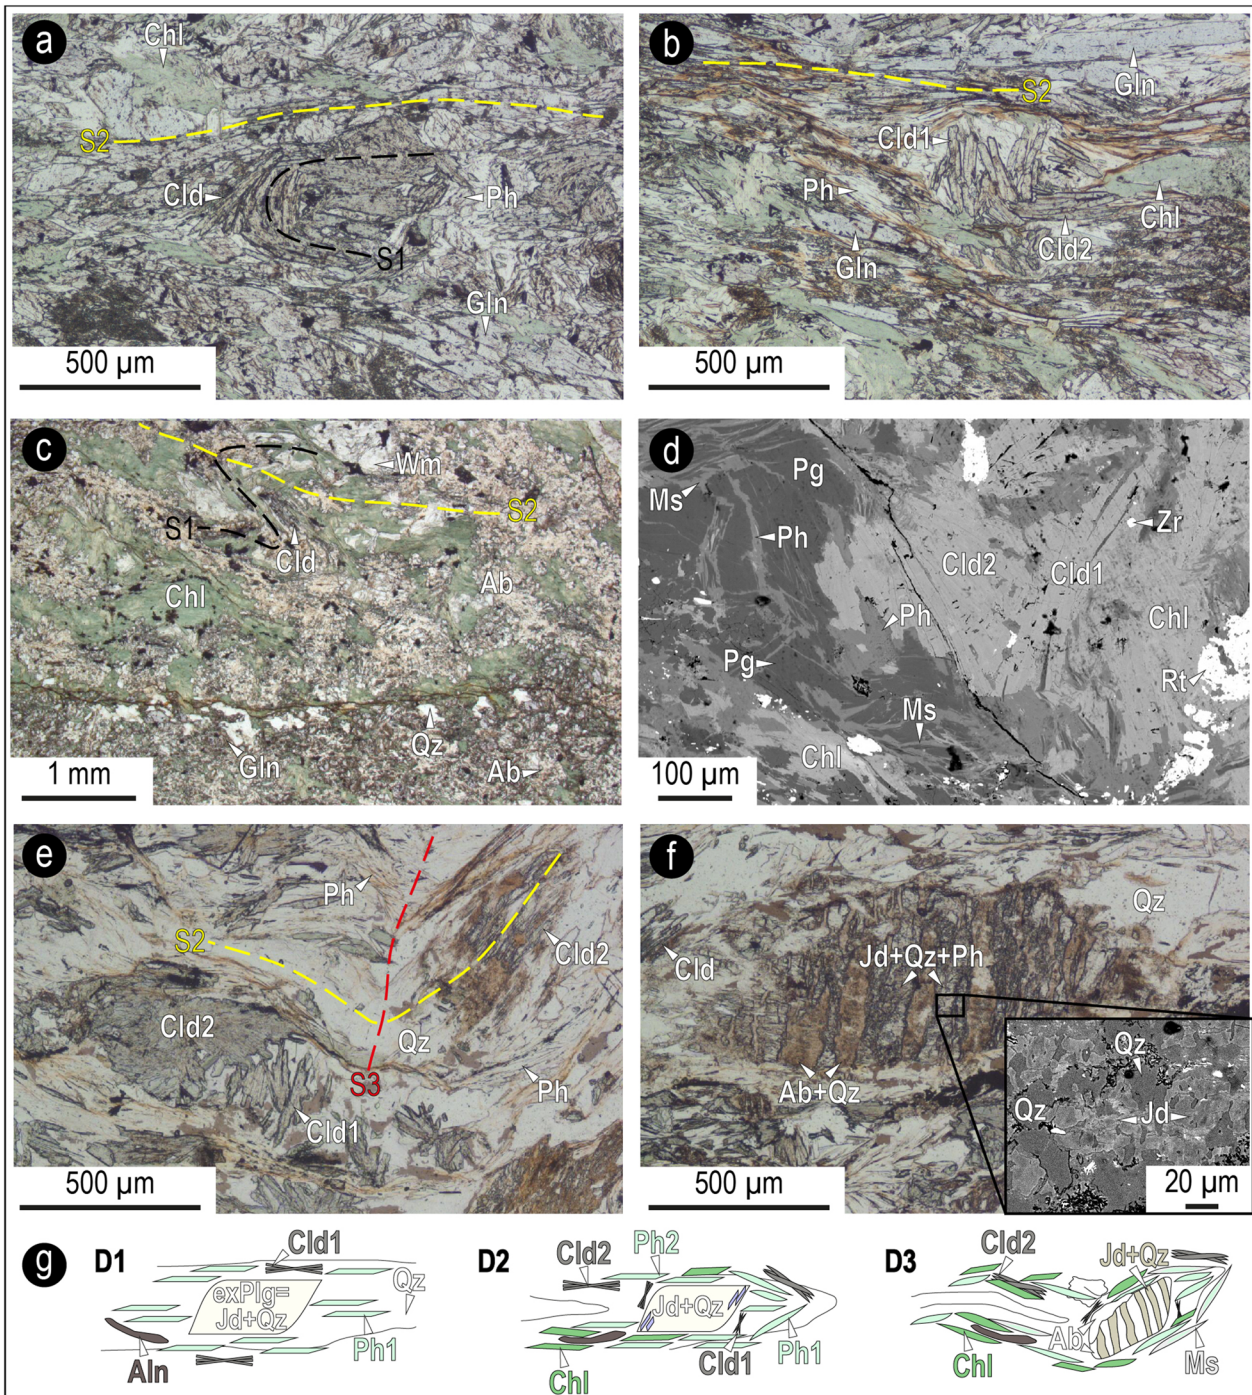 a
Chl
S2
Cld
Ph
S1
Gln
500 µm
b
Gln
S2
Cld1
Ph
Chl
Cld2
Gln
500 µm
c
Wm
S2
S1
Cld
Ab
Chl
Qz
Gln
Ab
1 mm
d
Pg
Ms
Zr
Ph
Cld2
Cld1
Chl
Ph
Pg
Rt
Ms
Chl
100 µm
e
Ph
S2
Cld2
Cld2
Qz
Ph
S3
Cld1
500 µm
f
Qz
Cld
Jd+Qz+Ph
Ab+Qz
Qz
Qz
Jd
20 µm
500 µm
g
D1
Cld1
Qz
exPlg=
Jd+Qz
Ph1
Aln
D2
Cld2
Ph2
Jd+Qz
Ph1
Cld1
Chl
D3
Cld2
Jd+Qz
Ab
Chl
Ms